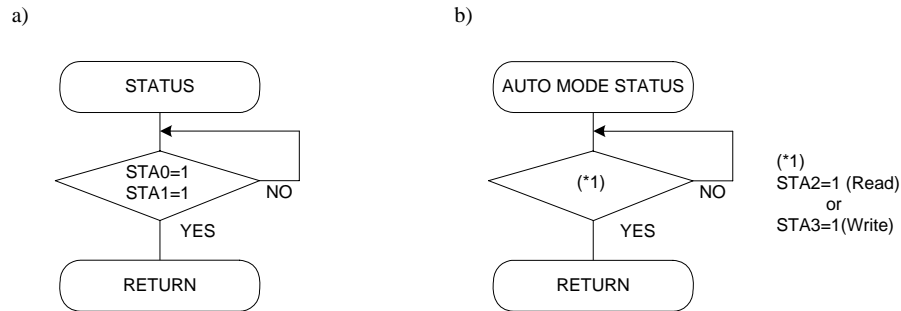 a)
STATUS
STA0=1
STA1=1
NO
YES
RETURN
b)
AUTO MODE STATUS
(*1)
NO
YES
RETURN
(*1)
STA2=1 (Read)
or
STA3=1(Write)